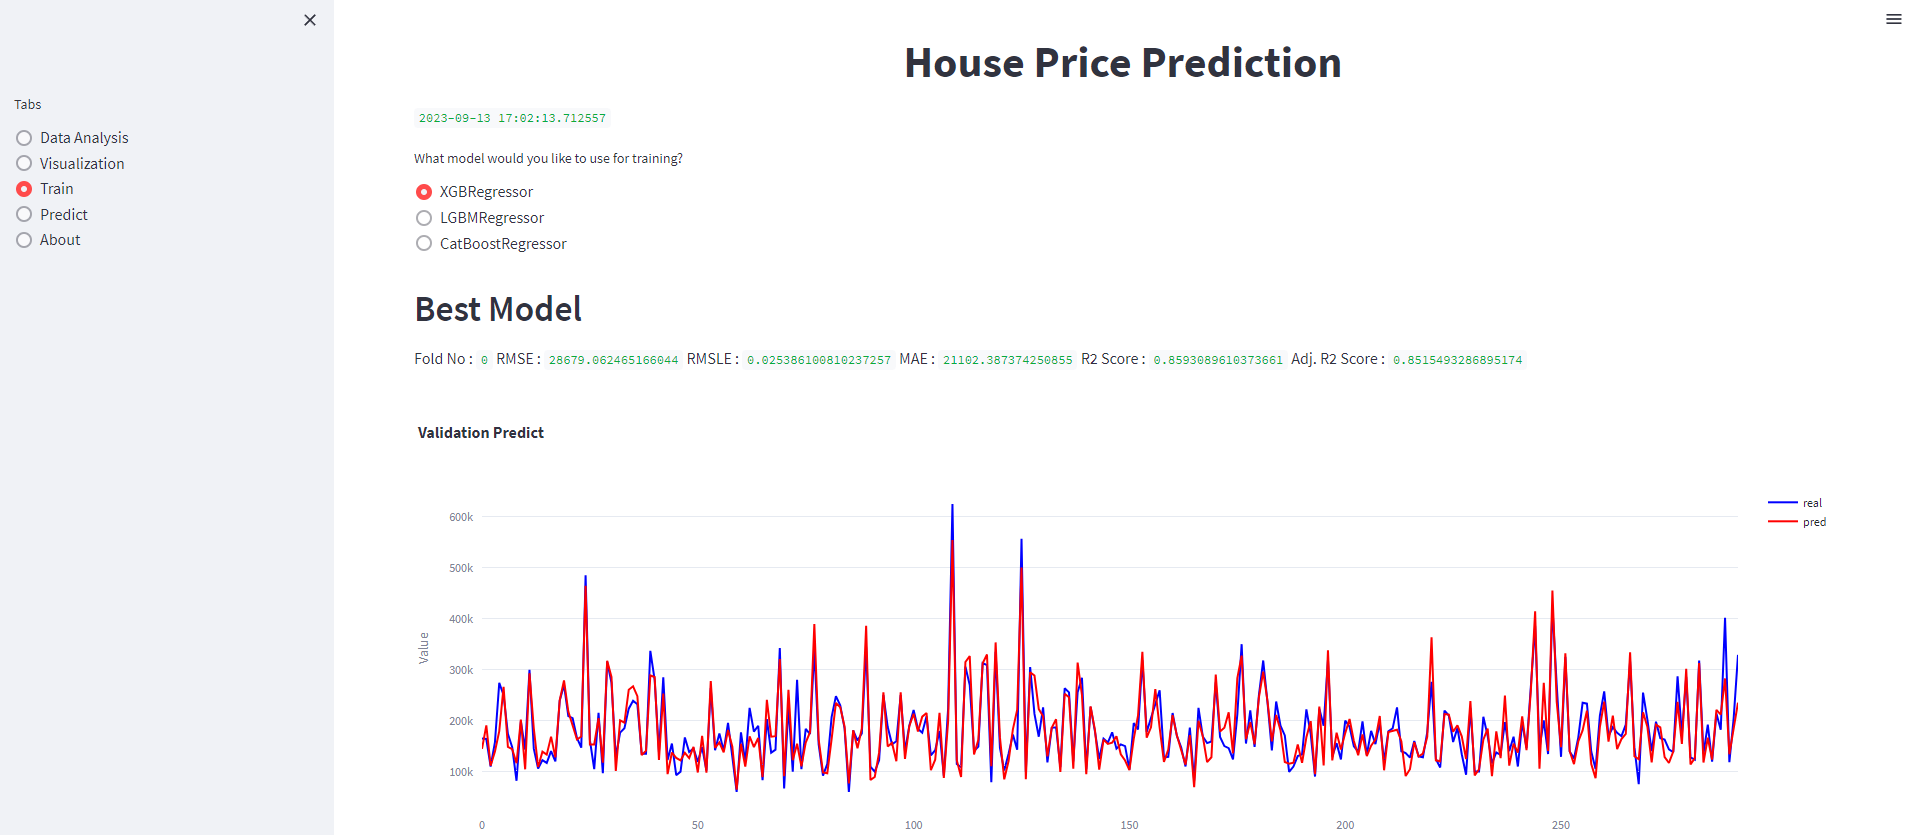 House Price Prediction
2023-09-13 17:02:13.712557
Tabs
Data Analysis
Visualization
Train
Predict
About
What model would you like to use for training?
XGBRegressor
LGBMRegressor
CatBoostRegressor
Best Model
Fold No : 0 RMSE : 28679.062465166044 RMSLE : 0.025386100810237257 MAE : 21102.387374250855 R2 Score : 0.8593089610373661 Adj. R2 Score : 0.8515493286895174
Validation Predict
real
pred
600k
500k
400k
300k
200k
100k
Value
0 50 100 150 200 250